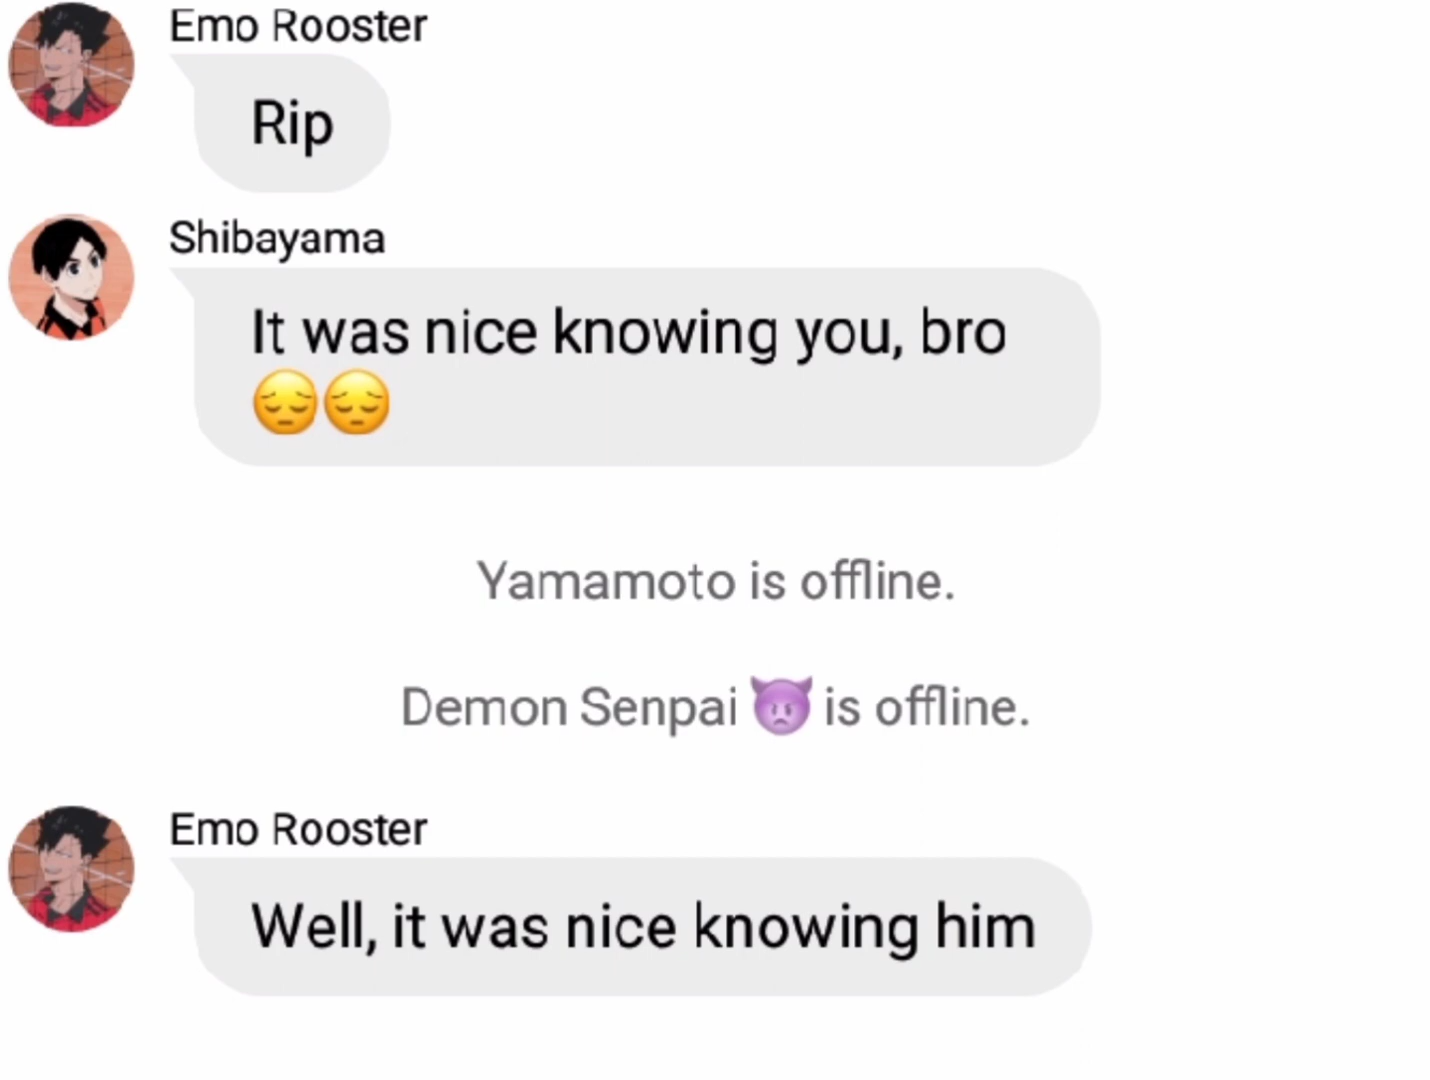 Emo Rooster
Rip
Shibayama
It was nice knowing you, bro
😔😔
Yamamoto is offline.
Demon Senpai 👿 is offline.
Emo Rooster
Well, it was nice knowing him